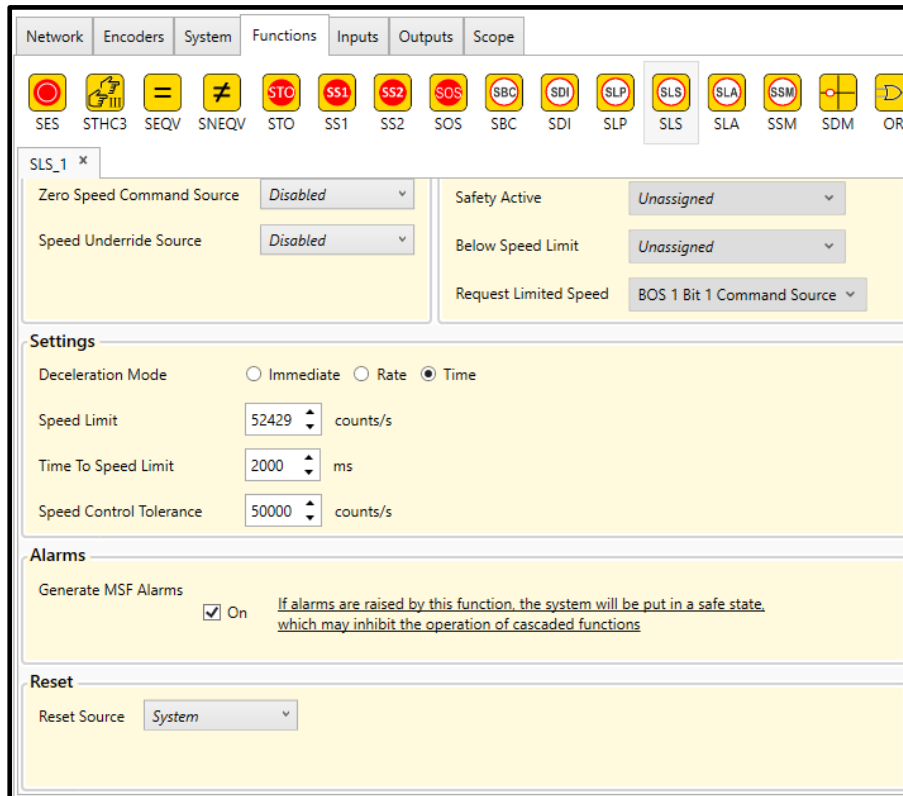 Network Encoders System Functions Inputs Outputs Scope
STO SS1 SS2 SOS SBC SDI SLP SLS SLA SSM
SES STHC3 SEQV SNEQV STO SS1 SS2 SOS SBC SDI SLP SLS SLA SSM SDM OR
SLS_1 x
Zero Speed Command Source Disabled
Speed Underride Source Disabled
Safety Active Unassigned
Below Speed Limit Unassigned
Request Limited Speed BOS 1 Bit 1 Command Source
Settings
Deceleration Mode Immediate Rate Time
Speed Limit 52429 counts/s
Time To Speed Limit 2000 ms
Speed Control Tolerance 50000 counts/s
Alarms
Generate MSF Alarms
On If alarms are raised by this function, the system will be put in a safe state,
which may inhibit the operation of cascaded functions
Reset
Reset Source System